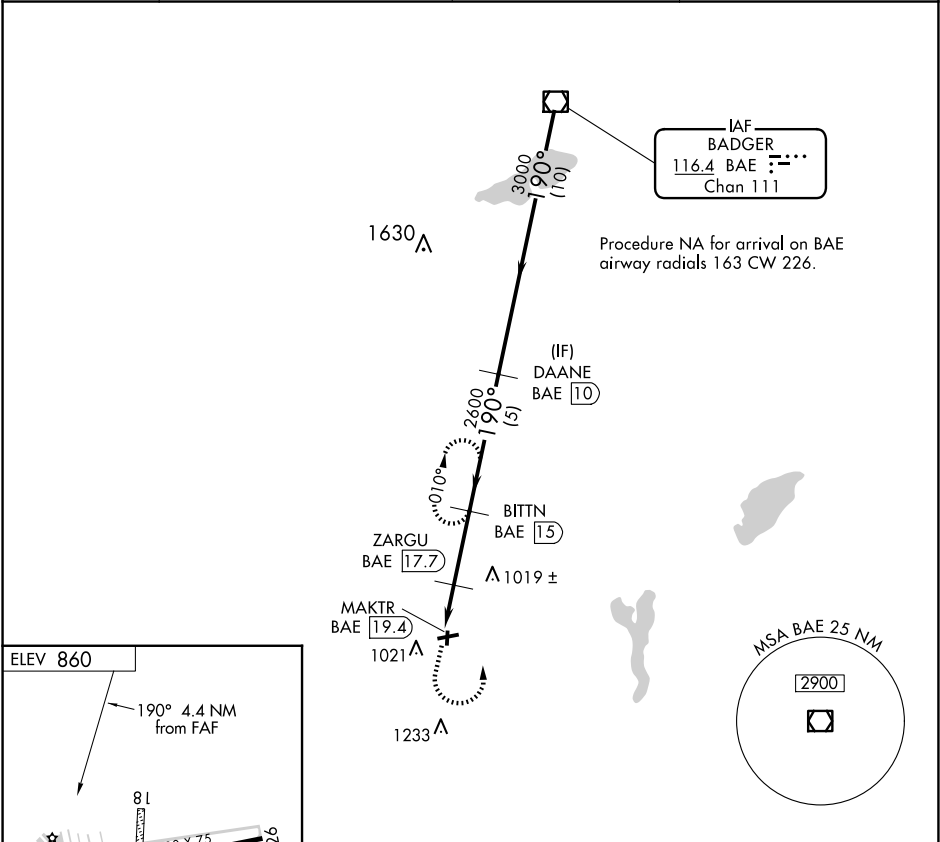 IAF
BADGER
116.4 BAE
Chan 111
3000
190°
(10)
1630
Procedure NA for arrival on BAE
airway radials 163 CW 226.
(IF)
DAANE
BAE 10
2600
190°
(5)
010°
BITTN
BAE 15
ZARGU
BAE 17.7
1019 ±
MAKTR
BAE 19.4
1021
1233
MSA BAE 25 NM
2900
ELEV 860
190° 4.4 NM
from FAF
18
X 75
26